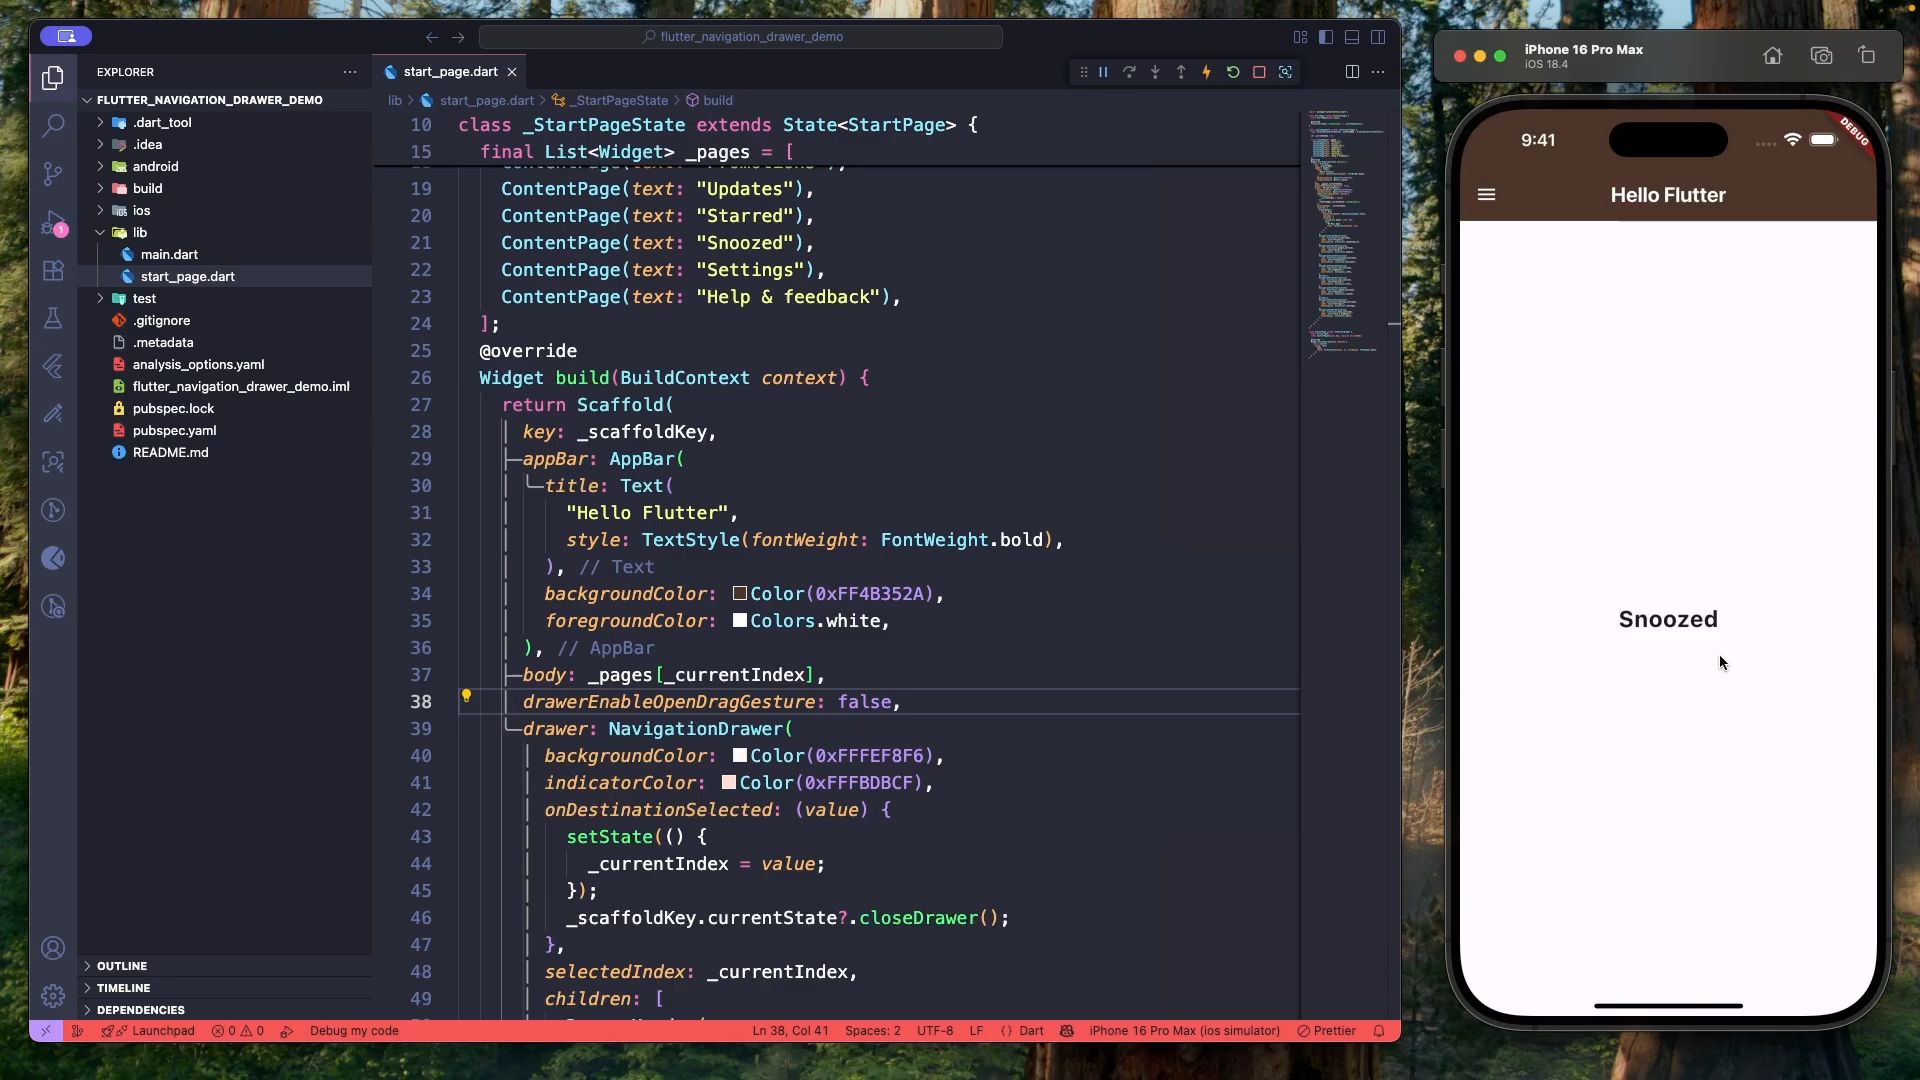 flutter_navigation_drawer_demo
EXPLORER
start_page.dart
FLUTTER_NAVIGATION_DRAWER_DEMO
.dart_tool
.idea
android
build
ios
lib
main.dart
start_page.dart
test
.gitignore
.metadata
analysis_options.yaml
flutter_navigation_drawer_demo.iml
pubspec.lock
pubspec.yaml
README.md
OUTLINE
TIMELINE
DEPENDENCIES
1
lib > start_page.dart > _StartPageState > build
10 class _StartPageState extends State<StartPage> {
15 final List<Widget> _pages = [
19 ContentPage(text: "Updates"),
20 ContentPage(text: "Starred"),
21 ContentPage(text: "Snoozed"),
22 ContentPage(text: "Settings"),
23 ContentPage(text: "Help & feedback"),
24 ];
25 @override
26 Widget build(BuildContext context) {
27 return Scaffold(
28 key: _scaffoldKey,
29 appBar: AppBar(
30 title: Text(
31 "Hello Flutter",
32 style: TextStyle(fontWeight: FontWeight.bold),
33 ), // Text
34 backgroundColor: Color(0xFF4B352A),
35 foregroundColor: Colors.white,
36 ), // AppBar
37 body: _pages[_currentIndex],
38 drawerEnableOpenDragGesture: false,
39 drawer: NavigationDrawer(
40 backgroundColor: Color(0xFFFEF8F6),
41 indicatorColor: Color(0xFFFBDBCF),
42 onDestinationSelected: (value) {
43 setState(() {
44 _currentIndex = value;
45 });
46 _scaffoldKey.currentState?.closeDrawer();
47 },
48 selectedIndex: _currentIndex,
49 children: [
Launchpad
0 0
Debug my code
Ln 38, Col 41
Spaces: 2
UTF-8
LF
{} Dart
iPhone 16 Pro Max (ios simulator)
Prettier
iPhone 16 Pro Max
iOS 18.4
9:41
DEBUG
Hello Flutter
Snoozed